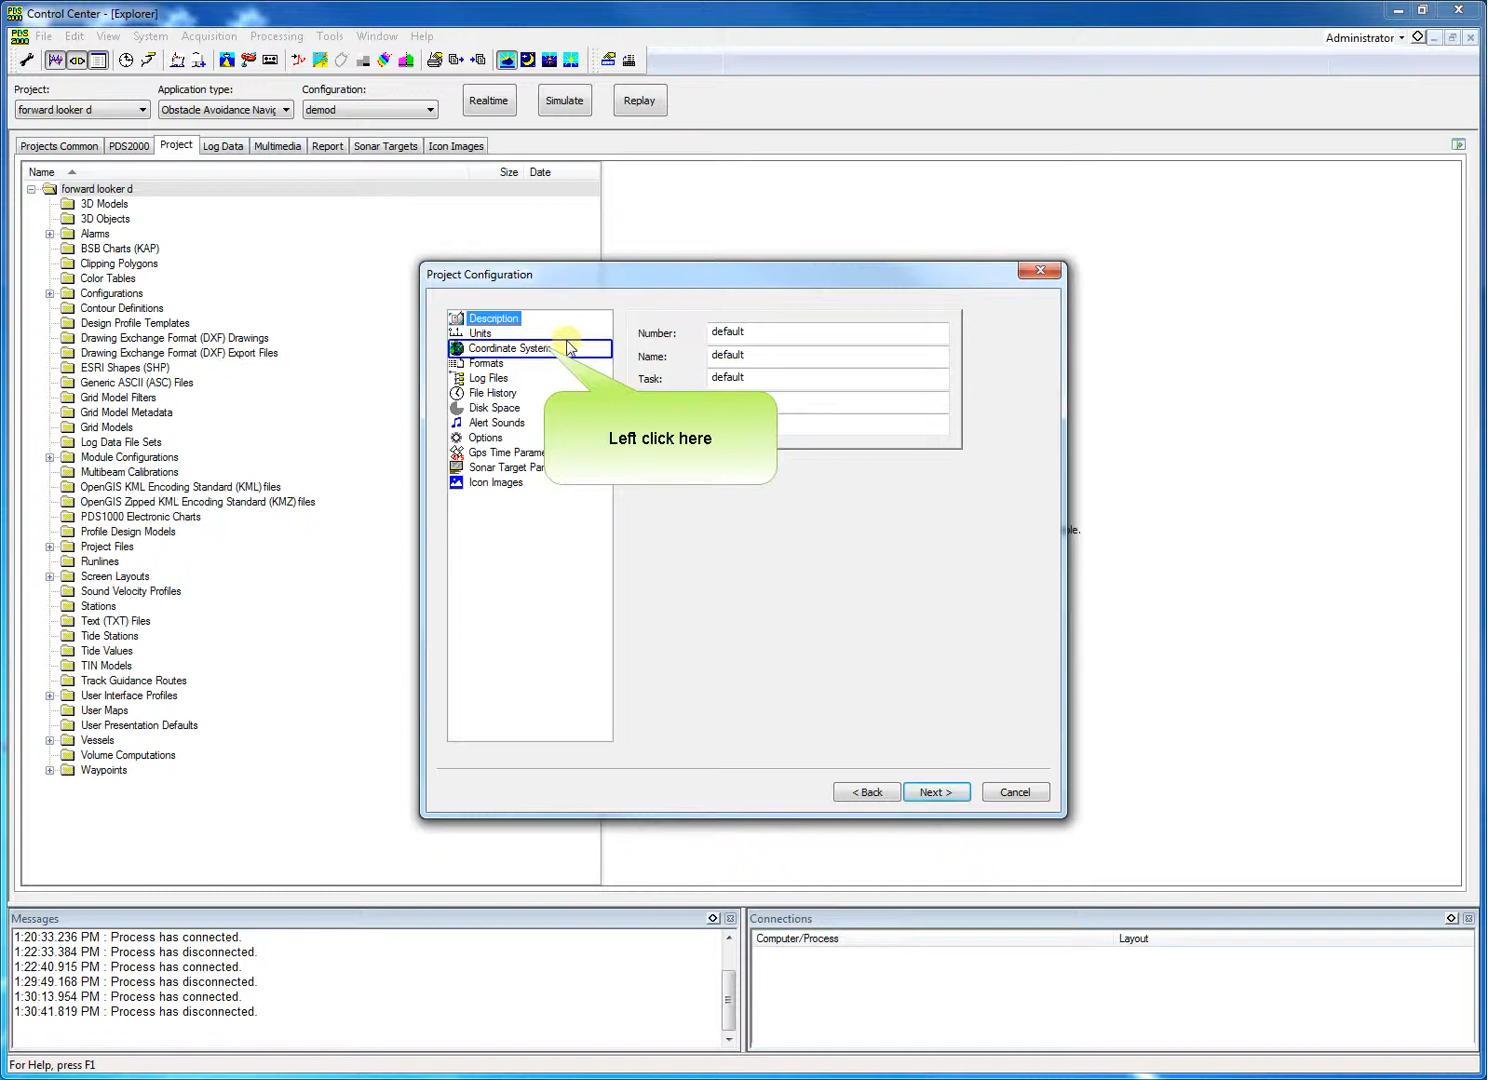 Control Center - [Explorer]
File Edit View System Acquisition Processing Tools Window Help
Administrator
Project: Application type: Configuration:
forward looker d Obstacle Avoidance Navig demod
Realtime Simulate Replay
Projects Common PDS2000 Project Log Data Multimedia Report Sonar Targets Icon Images
Name Size Date
forward looker d
3D Models
3D Objects
Alarms
BSB Charts (KAP)
Clipping Polygons
Color Tables
Configurations
Contour Definitions
Design Profile Templates
Drawing Exchange Format (DXF) Drawings
Drawing Exchange Format (DXF) Export Files
ESRI Shapes (SHP)
Generic ASCII (ASC) Files
Grid Model Filters
Grid Model Metadata
Grid Models
Log Data File Sets
Module Configurations
Multibeam Calibrations
OpenGIS KML Encoding Standard (KML) files
OpenGIS Zipped KML Encoding Standard (KMZ) files
PDS1000 Electronic Charts
Profile Design Models
Project Files
Runlines
Screen Layouts
Sound Velocity Profiles
Stations
Text (TXT) Files
Tide Stations
Tide Values
TIN Models
Track Guidance Routes
User Interface Profiles
User Maps
User Presentation Defaults
Vessels
Volume Computations
Waypoints
Project Configuration
Description
Units
Coordinate System
Formats
Log Files
File History
Disk Space
Alert Sounds
Options
Gps Time Parame
Sonar Target Par
Icon Images
Number: default
Name: default
Task: default
Left click here
ple.
< Back Next > Cancel
Messages
1:20:33.236 PM : Process has connected.
1:22:33.384 PM : Process has disconnected.
1:22:40.915 PM : Process has connected.
1:29:49.168 PM : Process has disconnected.
1:30:13.954 PM : Process has connected.
1:30:41.819 PM : Process has disconnected.
Connections
Computer/Process Layout
For Help, press F1